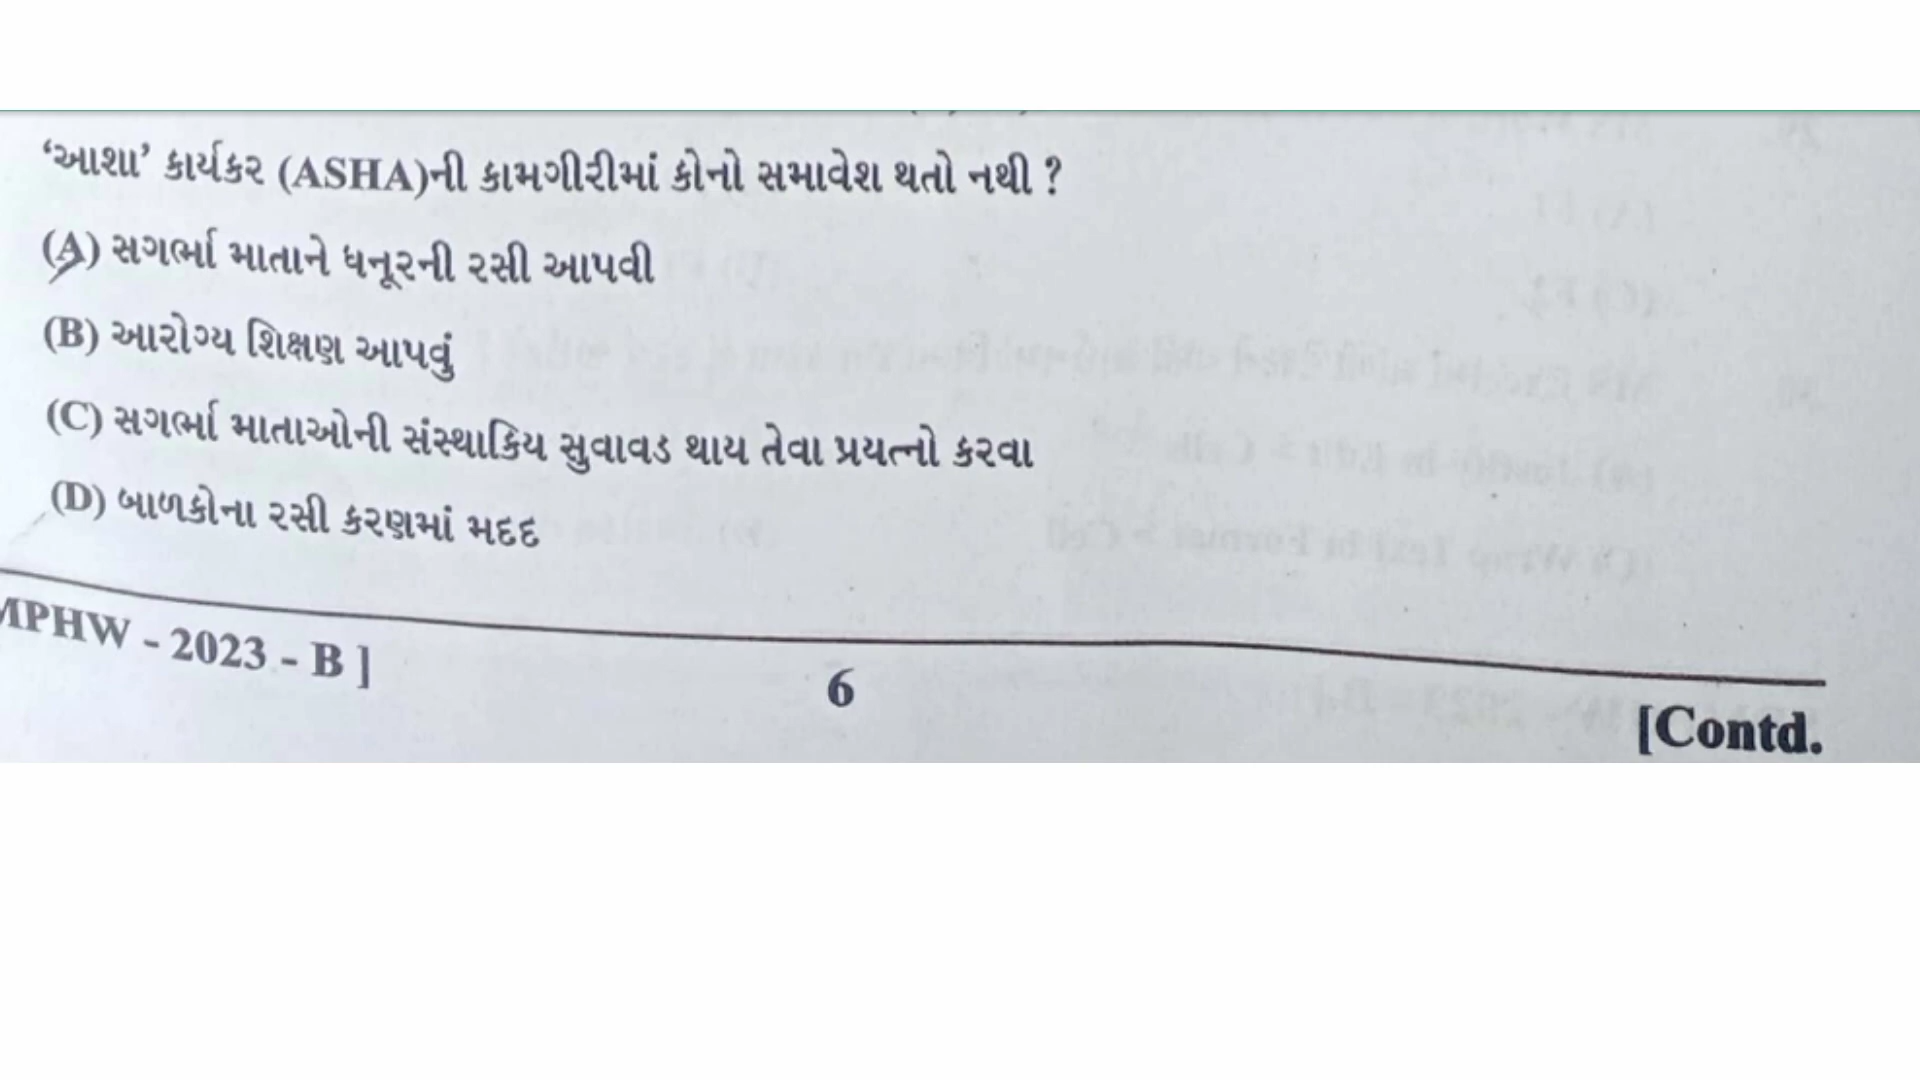 ‘આશા’ કાર્યકર (ASHA)ની કામગીરીમાં કોનો સમાવેશ થતો નથી ?
(A) સગર્ભા માતાને ધનૂરની રસી આપવી
(B) આરોગ્ય શિક્ષણ આપવું
(C) સગર્ભા માતાઓની સંસ્થાકિય સુવાવડ થાય તેવા પ્રયત્નો કરવા
(D) બાળકોના રસી કરણમાં મદદ
MPHW - 2023 - B ]
6
[Contd.